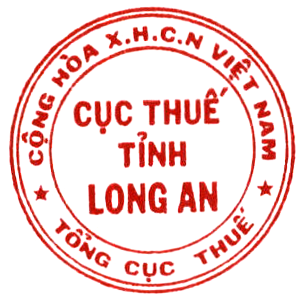 CỘNG HÒA X.H.C.N VIỆT NAM
CỤC THUẾ
TỈNH
LONG AN
★ TỔNG CỤC THUẾ ★